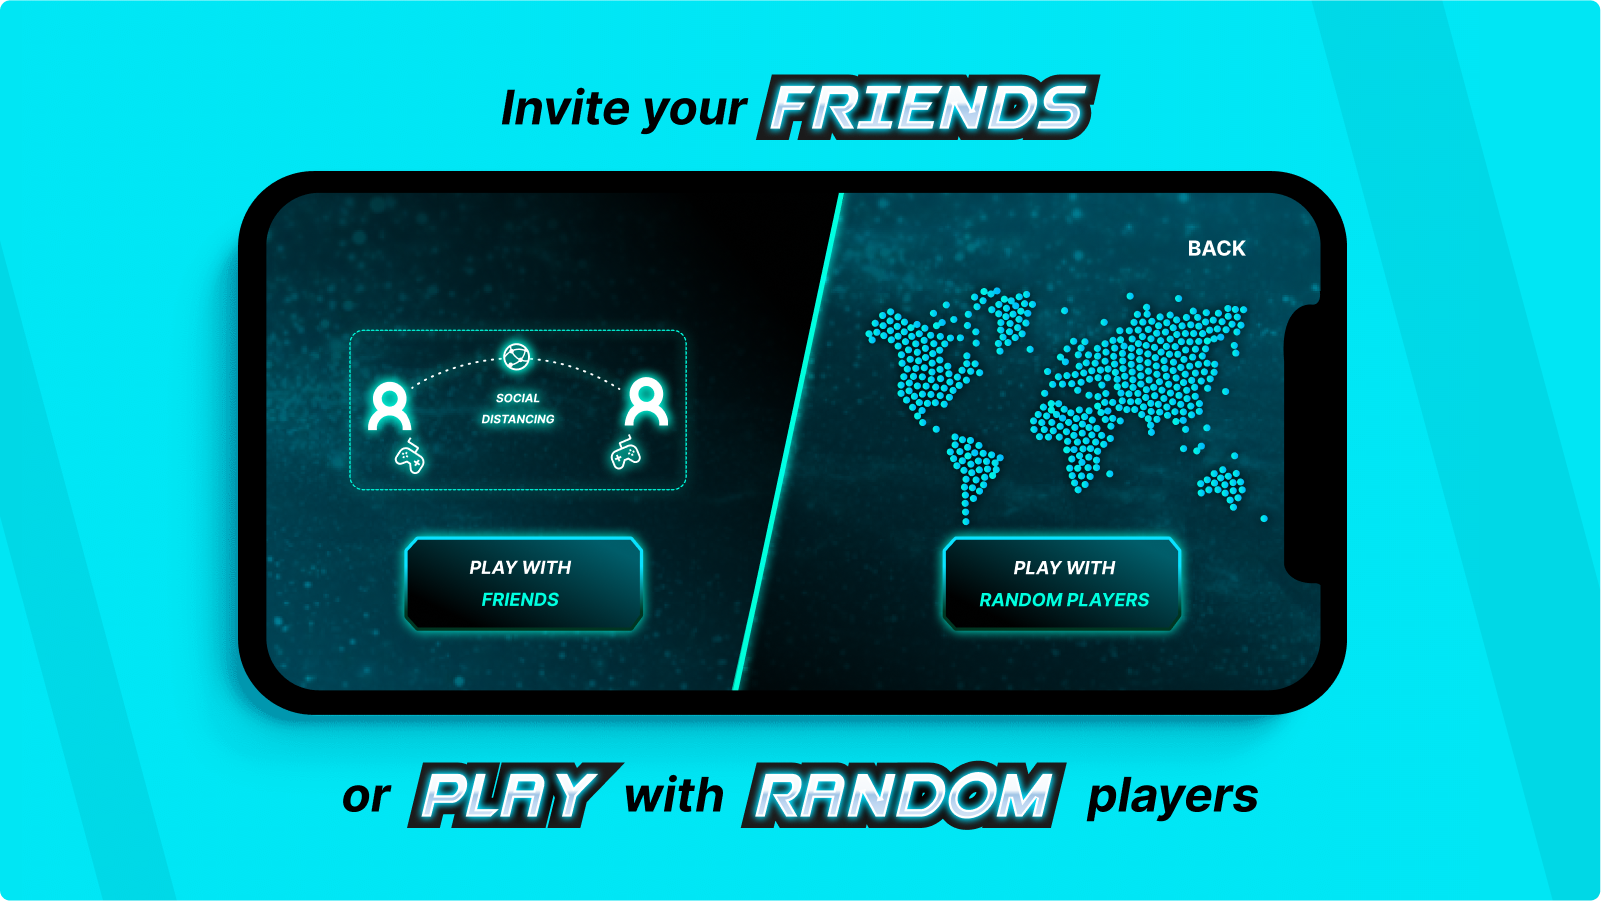 Invite your FRIENDS
BACK
SOCIAL
DISTANCING
PLAY WITH
FRIENDS
PLAY WITH
RANDOM PLAYERS
or PLAY with RANDOM players